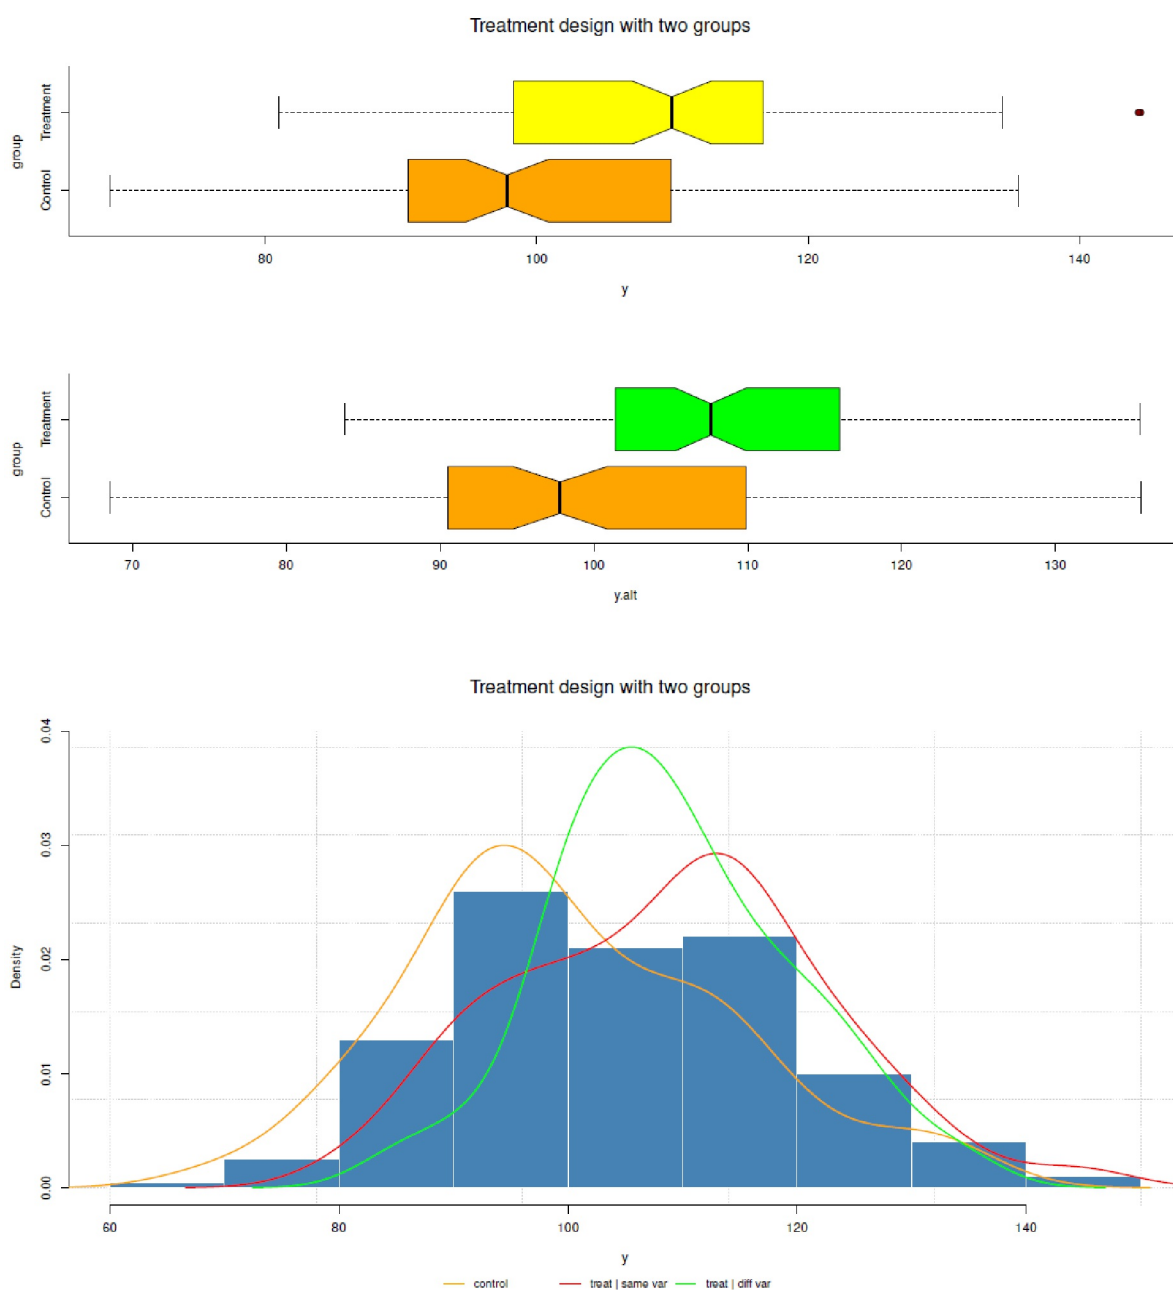 Treatment design with two groups
group
Treatment
Control
80 100 120 140
y
group
Treatment
Control
70 80 90 100 110 120 130
y.alt
Treatment design with two groups
Density
0.04
0.03
0.02
0.01
0.00
60 80 100 120 140
y
control treat | same var treat | diff var